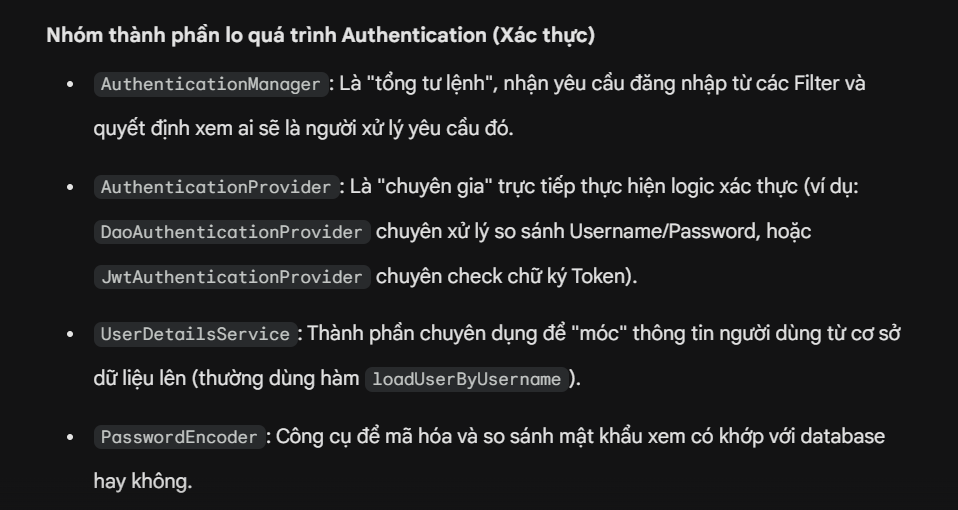 Nhóm thành phần lo quá trình Authentication (Xác thực)
• AuthenticationManager: Là "tổng tư lệnh", nhận yêu cầu đăng nhập từ các Filter và
quyết định xem ai sẽ là người xử lý yêu cầu đó.
• AuthenticationProvider: Là "chuyên gia" trực tiếp thực hiện logic xác thực (ví dụ:
DaoAuthenticationProvider chuyên xử lý so sánh Username/Password, hoặc
JwtAuthenticationProvider chuyên check chữ ký Token).
• UserDetailsService: Thành phần chuyên dụng để "móc" thông tin người dùng từ cơ sở
dữ liệu lên (thường dùng hàm loadUserByUsername).
• PasswordEncoder: Công cụ để mã hóa và so sánh mật khẩu xem có khớp với database
hay không.